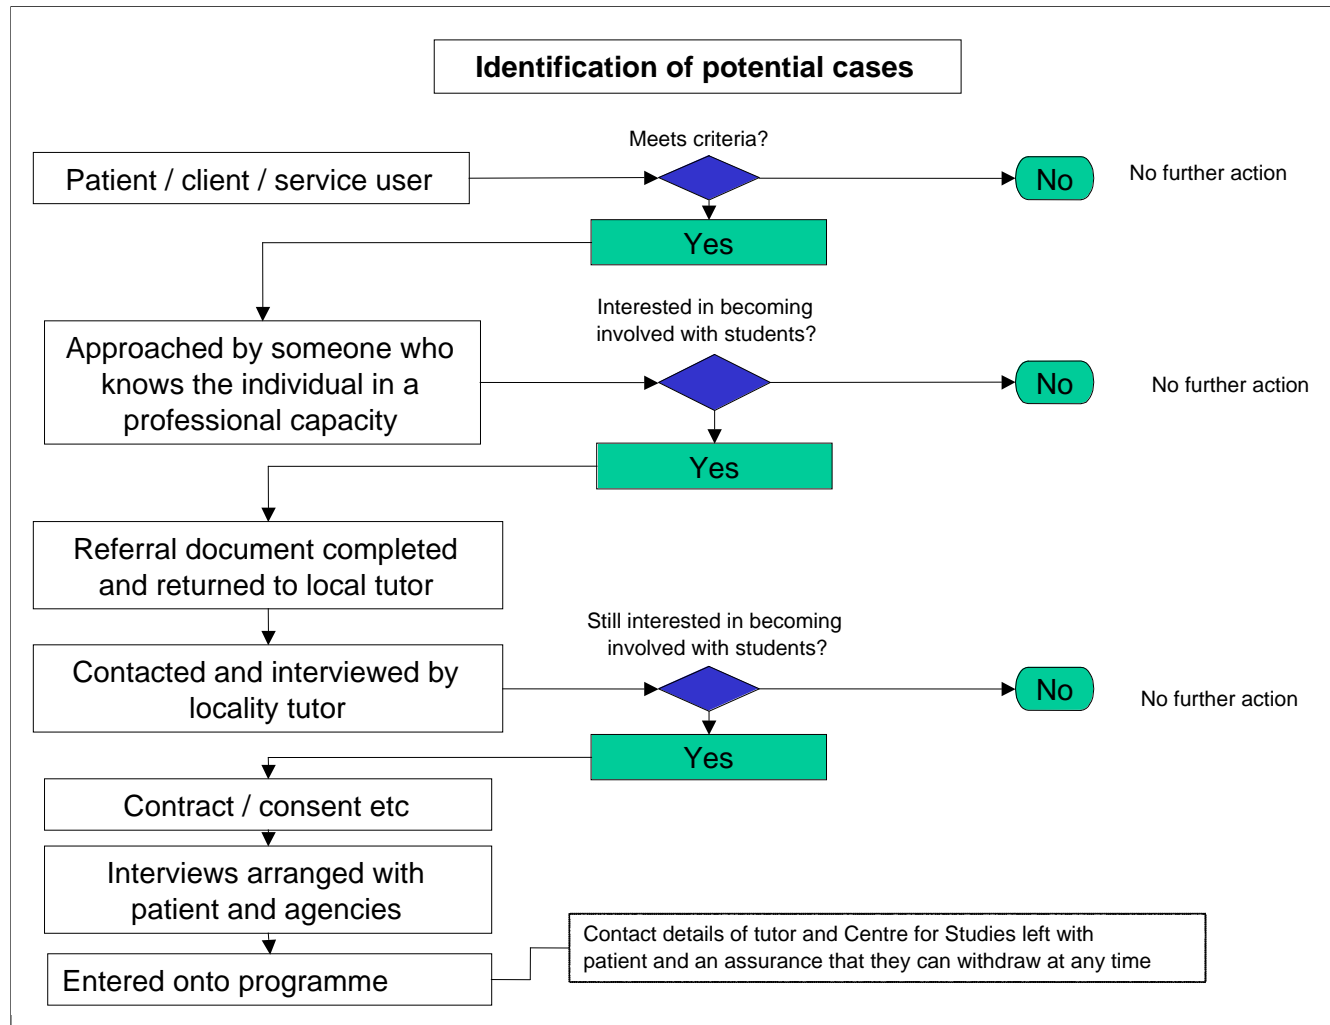 Identification of potential cases
Meets criteria?
Patient / client / service user
No
No further action
Yes
Interested in becoming
involved with students?
Approached by someone who
knows the individual in a
professional capacity
No
No further action
Yes
Referral document completed
and returned to local tutor
Still interested in becoming
involved with students?
Contacted and interviewed by
locality tutor
No
No further action
Yes
Contract / consent etc
Interviews arranged with
patient and agencies
Contact details of tutor and Centre for Studies left with
patient and an assurance that they can withdraw at any time
Entered onto programme